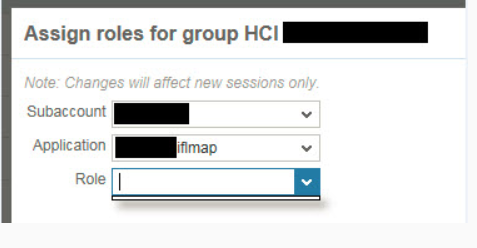 Assign roles for group HCI
Note: Changes will affect new sessions only.
Subaccount
Application iflmap
Role